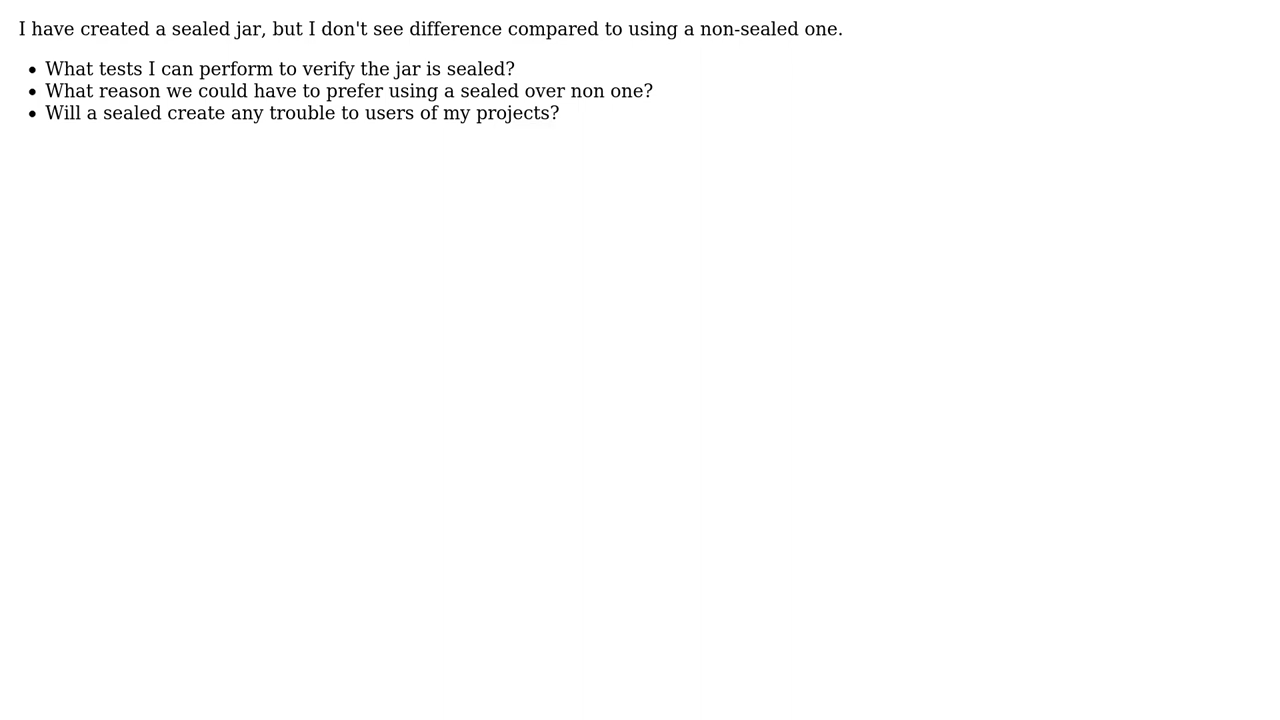 I have created a sealed jar, but I don't see difference compared to using a non-sealed one.
What tests I can perform to verify the jar is sealed?
What reason we could have to prefer using a sealed over non one?
Will a sealed create any trouble to users of my projects?